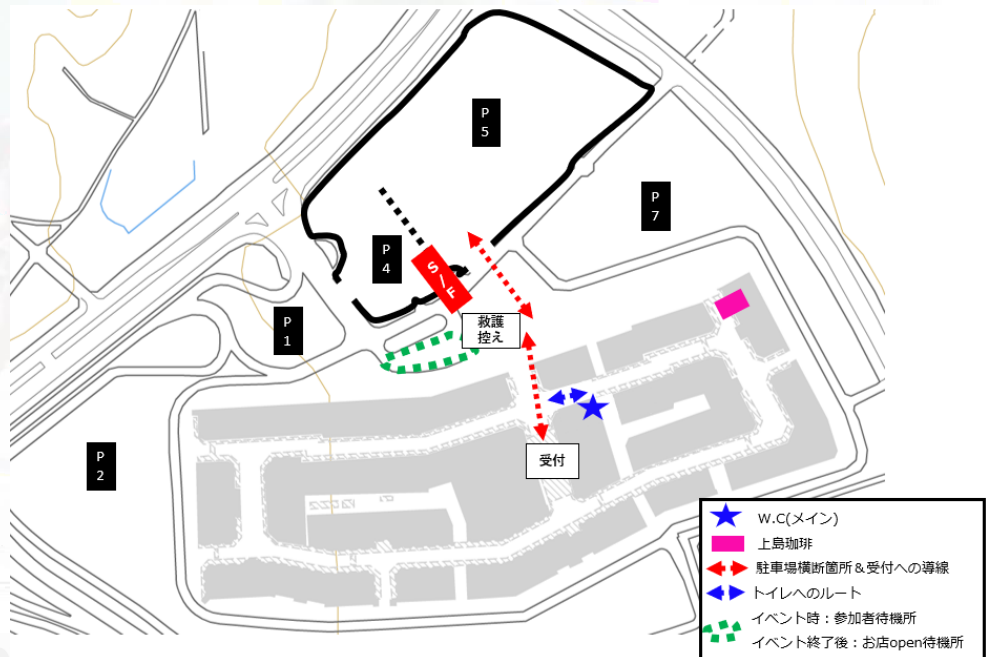 P
5
P
7
P
4
S/F
P
1
救護
控え
P
2
受付
W.C(メイン)
上島珈琲
駐車場横断箇所&受付への導線
トイレへのルート
イベント時:参加者待機所
イベント終了後:お店open待機所